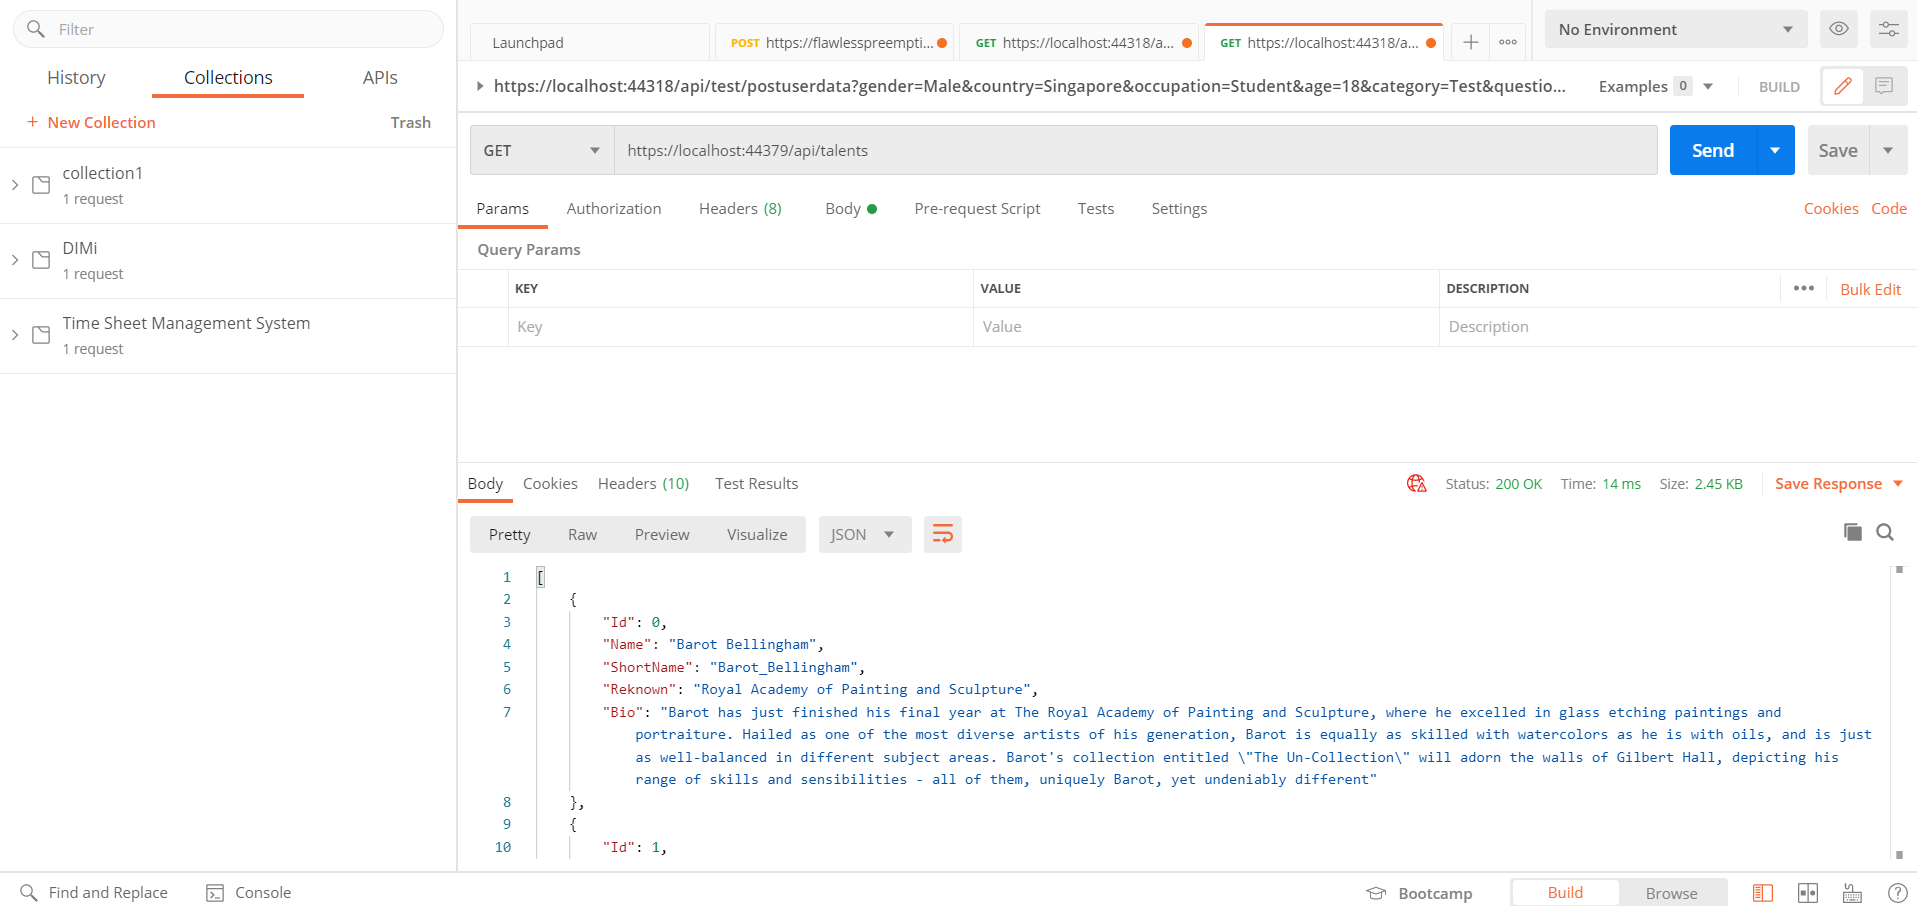 Filter
History Collections APIs
+ New Collection Trash
collection1
1 request
DIMi
1 request
Time Sheet Management System
1 request
Launchpad POST https://flawlesspreempti... GET https://localhost:44318/a... GET https://localhost:44318/a... No Environment
https://localhost:44318/api/test/postuserdata?gender=Male&country=Singapore&occupation=Student&age=18&category=Test&questio... Examples 0 BUILD
GET https://localhost:44379/api/talents Send Save
Params Authorization Headers (8) Body Pre-request Script Tests Settings Cookies Code
Query Params
KEY VALUE DESCRIPTION Bulk Edit
Key Value Description
Body Cookies Headers (10) Test Results Status: 200 OK Time: 14 ms Size: 2.45 KB Save Response
Pretty Raw Preview Visualize JSON
1 [
2 {
3 "Id": 0,
4 "Name": "Barot Bellingham",
5 "ShortName": "Barot_Bellingham",
6 "Reknown": "Royal Academy of Painting and Sculpture",
7 "Bio": "Barot has just finished his final year at The Royal Academy of Painting and Sculpture, where he excelled in glass etching paintings and
portraiture. Hailed as one of the most diverse artists of his generation, Barot is equally as skilled with watercolors as he is with oils, and is just
as well-balanced in different subject areas. Barot's collection entitled \"The Un-Collection\" will adorn the walls of Gilbert Hall, depicting his
range of skills and sensibilities - all of them, uniquely Barot, yet undeniably different"
8 },
9 {
10 "Id": 1,
Find and Replace Console Bootcamp Build Browse